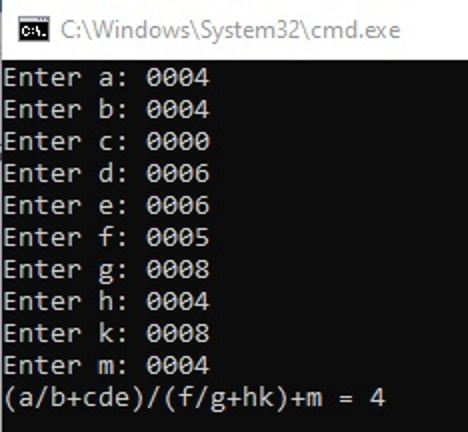 C:\Windows\System32\cmd.exe
Enter a: 0004
Enter b: 0004
Enter c: 0000
Enter d: 0006
Enter e: 0006
Enter f: 0005
Enter g: 0008
Enter h: 0004
Enter k: 0008
Enter m: 0004
(a/b+cde)/(f/g+hk)+m = 4